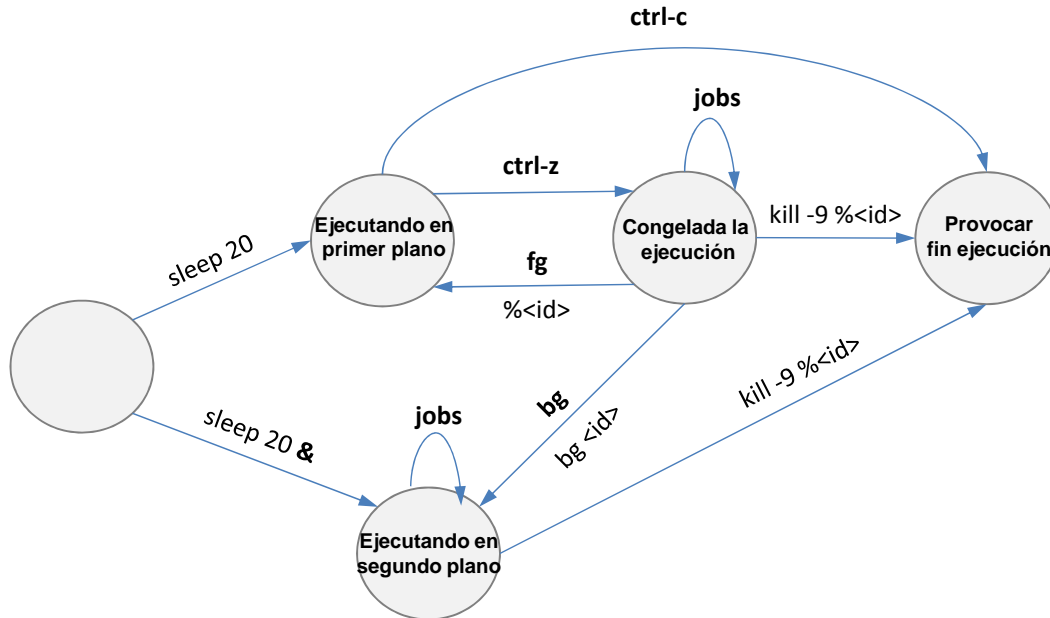 ctrl-c
jobs
ctrl-z
Ejecutando en
primer plano
Congelada la
ejecución
kill -9 %<id>
Provocar
fin ejecución
sleep 20
fg
%<id>
kill -9 %<id>
bg
bg <id>
sleep 20 &
jobs
Ejecutando en
segundo plano